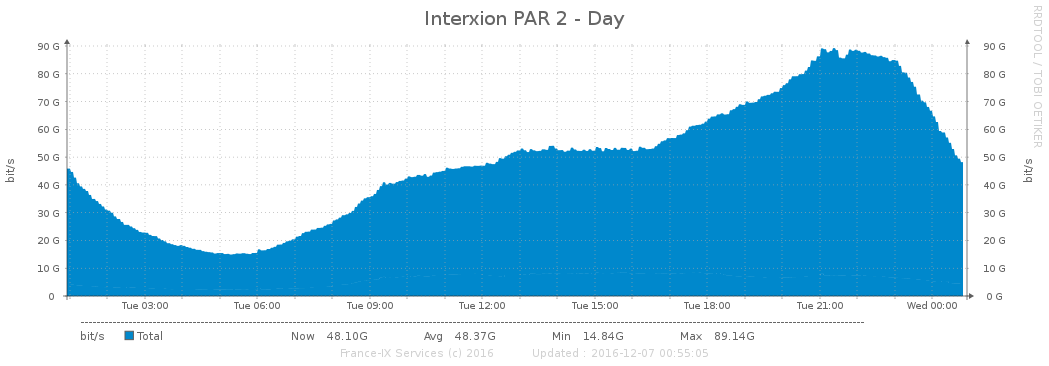 Interxion PAR 2 - Day
RRDTOOL / TOBI OETIKER
90 G 90 G
80 G 80 G
70 G 70 G
60 G 60 G
50 G 50 G
40 G 40 G
30 G 30 G
20 G 20 G
10 G 10 G
0 0 G
bit/s
bit/s
Tue 03:00 Tue 06:00 Tue 09:00 Tue 12:00 Tue 15:00 Tue 18:00 Tue 21:00 Wed 00:00
bit/s Total Now 48.10G Avg 48.37G Min 14.84G Max 89.14G
France-IX Services (c) 2016 Updated : 2016-12-07 00:55:05